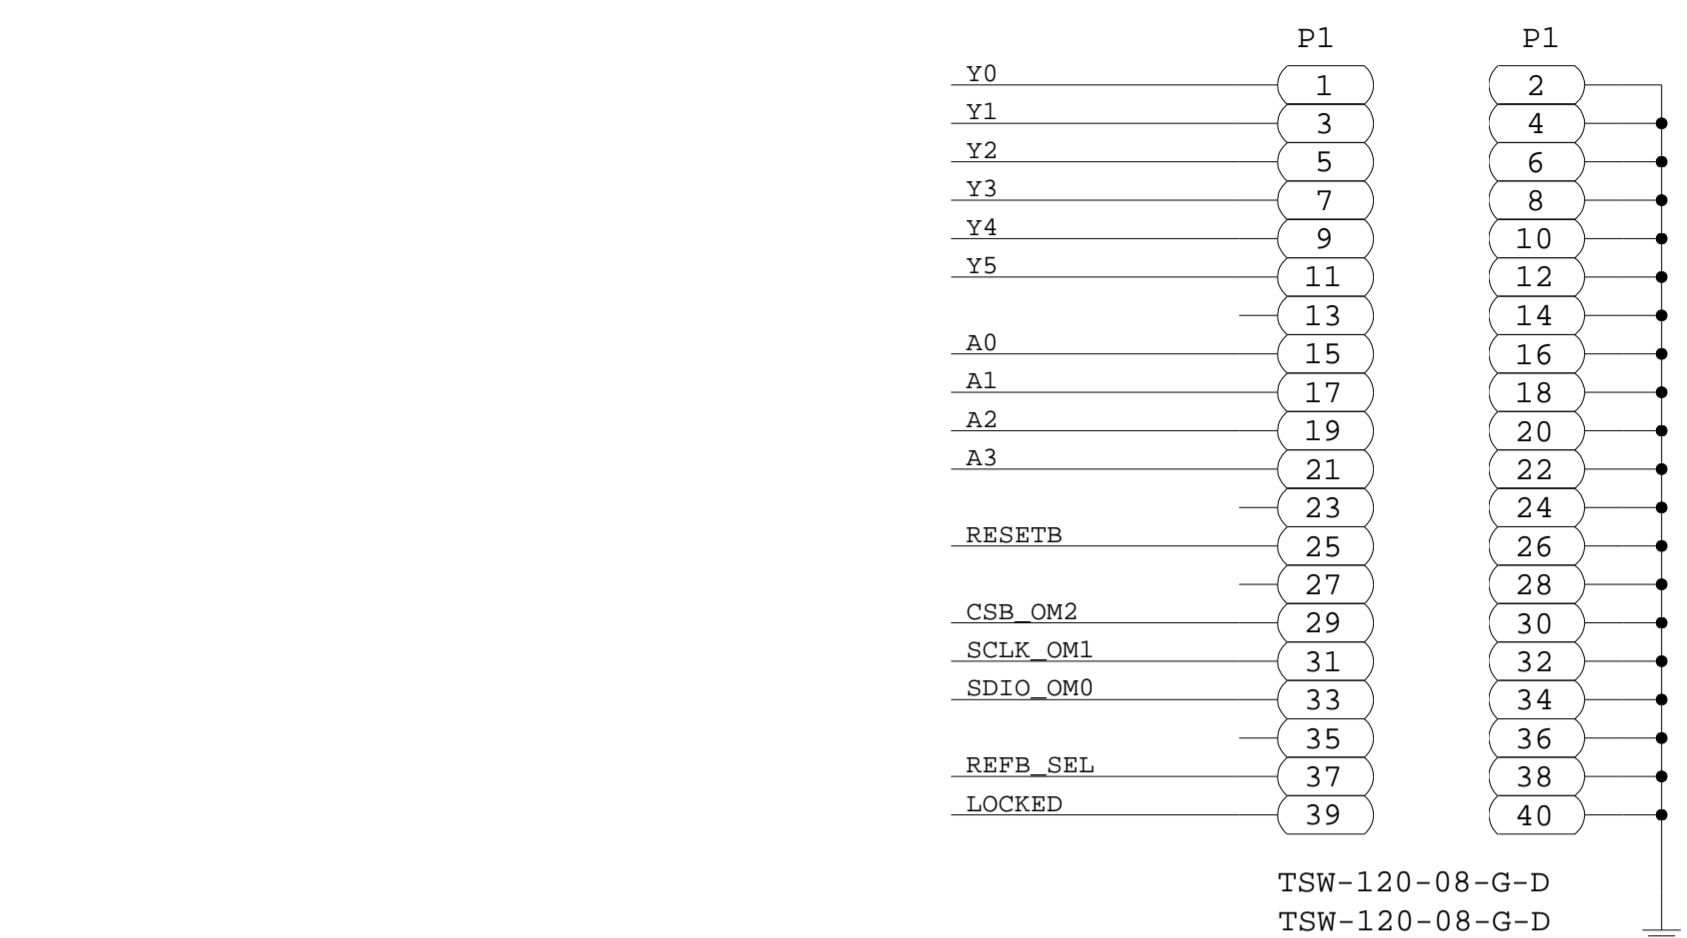 P1 P1
Y0 1 2
Y1 3 4
Y2 5 6
Y3 7 8
Y4 9 10
Y5 11 12
13 14
A0 15 16
A1 17 18
A2 19 20
A3 21 22
23 24
RESETB 25 26
27 28
CSB_OM2 29 30
SCLK_OM1 31 32
SDIO_OM0 33 34
35 36
REFB_SEL 37 38
LOCKED 39 40
TSW-120-08-G-D
TSW-120-08-G-D